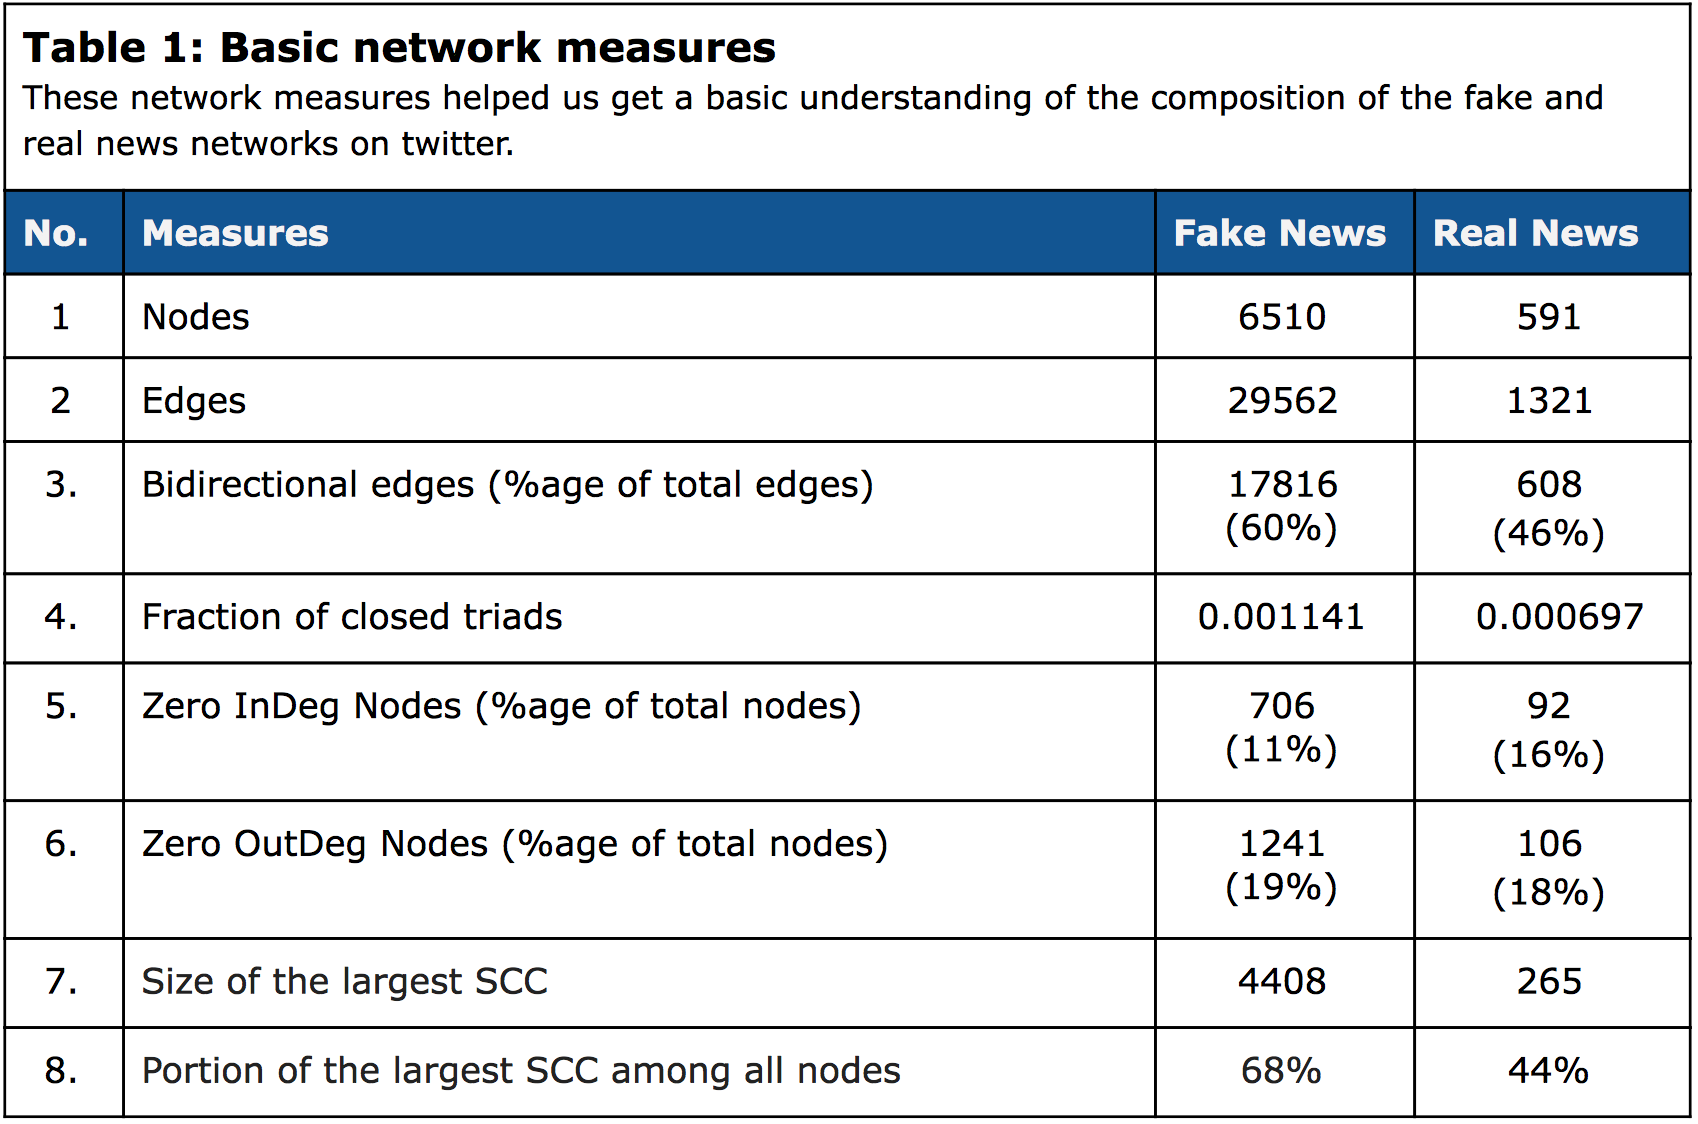 Table 1: Basic network measures
These network measures helped us get a basic understanding of the composition of the fake and
real news networks on twitter.
No. Measures Fake News Real News
1 Nodes 6510 591
2 Edges 29562 1321
3. Bidirectional edges (%age of total edges) 17816 608
(60%) (46%)
4. Fraction of closed triads 0.001141 0.000697
5. Zero InDeg Nodes (%age of total nodes) 706 92
(11%) (16%)
6. Zero OutDeg Nodes (%age of total nodes) 1241 106
(19%) (18%)
7. Size of the largest SCC 4408 265
8. Portion of the largest SCC among all nodes 68% 44%